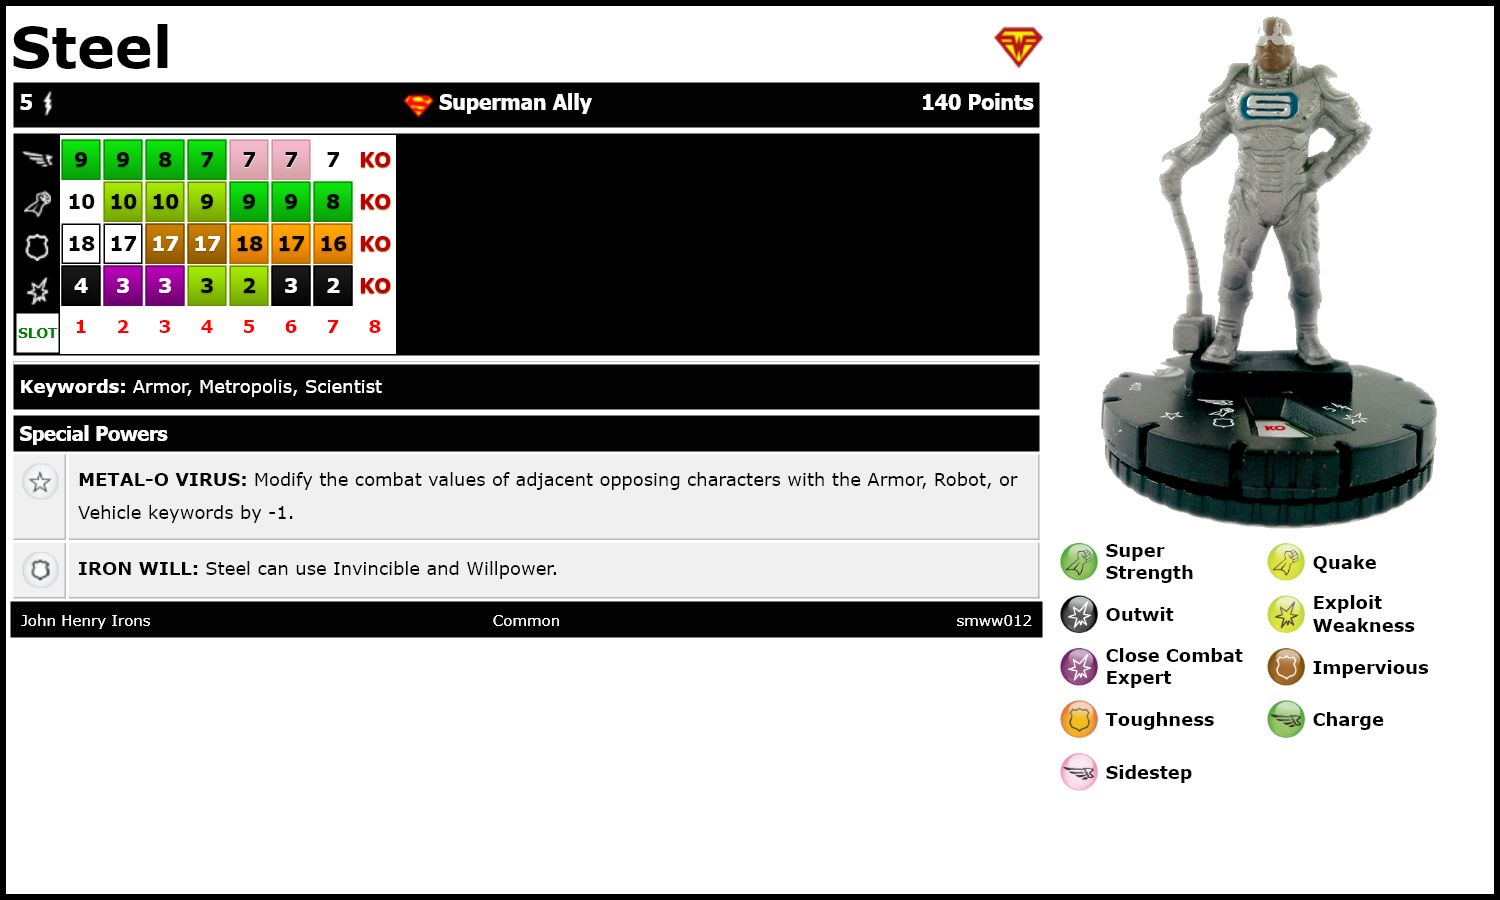 Steel
5 Superman Ally 140 Points
9 9 8 7 7 7 7 KO
10 10 10 9 9 9 8 KO
18 17 17 17 18 17 16 KO
4 3 3 3 2 3 2 KO
SLOT 1 2 3 4 5 6 7 8
Keywords: Armor, Metropolis, Scientist
Special Powers
METAL-O VIRUS: Modify the combat values of adjacent opposing characters with the Armor, Robot, or
Vehicle keywords by -1.
IRON WILL: Steel can use Invincible and Willpower.
John Henry Irons Common smww012
S
KO
Super
Strength
Quake
Outwit
Exploit
Weakness
Close Combat
Expert
Impervious
Toughness
Charge
Sidestep